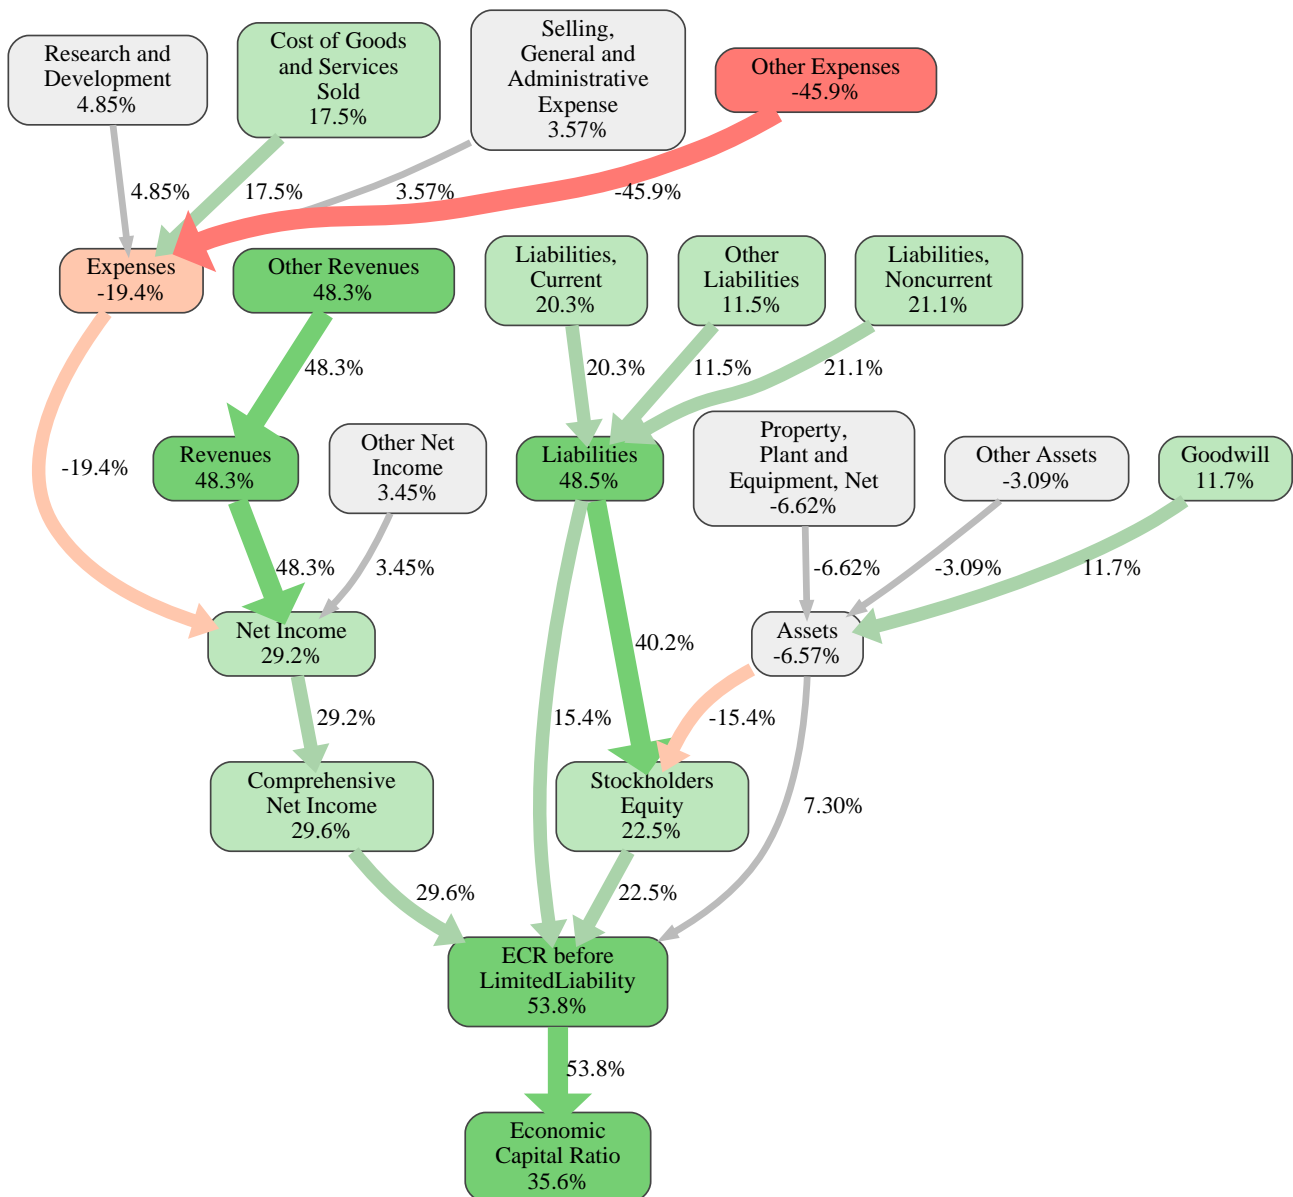 Research and
Development
4.85%
Cost of Goods
and Services
Sold
17.5%
Selling,
General and
Administrative
Expense
3.57%
Other Expenses
-45.9%
4.85%
17.5%
3.57%
-45.9%
Expenses
-19.4%
Other Revenues
48.3%
Liabilities,
Current
20.3%
Other
Liabilities
11.5%
Liabilities,
Noncurrent
21.1%
48.3%
20.3%
11.5%
21.1%
-19.4%
Revenues
48.3%
Other Net
Income
3.45%
Liabilities
48.5%
Property,
Plant and
Equipment, Net
-6.62%
Other Assets
-3.09%
Goodwill
11.7%
48.3%
3.45%
-6.62%
-3.09%
11.7%
Net Income
29.2%
40.2%
Assets
-6.57%
29.2%
15.4%
-15.4%
Comprehensive
Net Income
29.6%
Stockholders
Equity
22.5%
7.30%
29.6%
22.5%
ECR before
LimitedLiability
53.8%
53.8%
Economic
Capital Ratio
35.6%